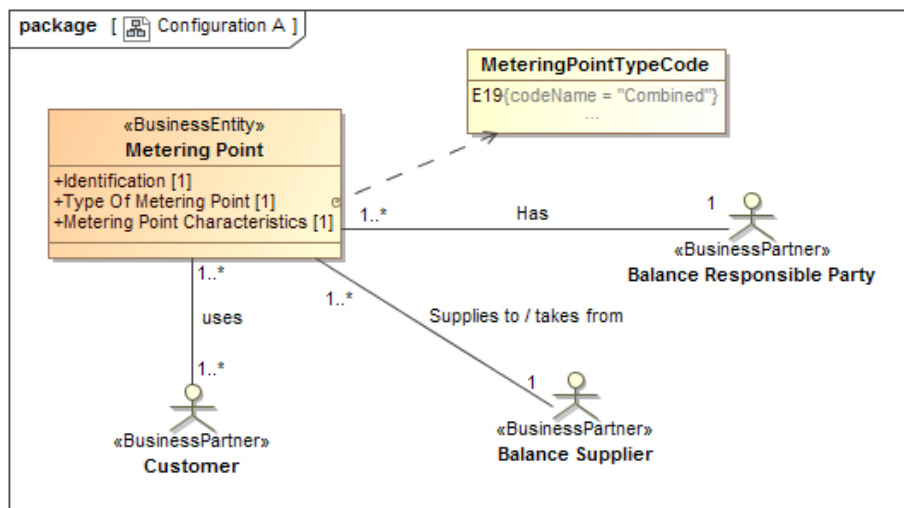 package [ Configuration A ]
MeteringPointTypeCode
E19{codeName = "Combined"}
...
«BusinessEntity»
Metering Point
+Identification [1]
+Type Of Metering Point [1]
+Metering Point Characteristics [1]
1..*
Has
1
«BusinessPartner»
Balance Responsible Party
1..*
uses
1..*
«BusinessPartner»
Customer
1..*
Supplies to / takes from
1
«BusinessPartner»
Balance Supplier